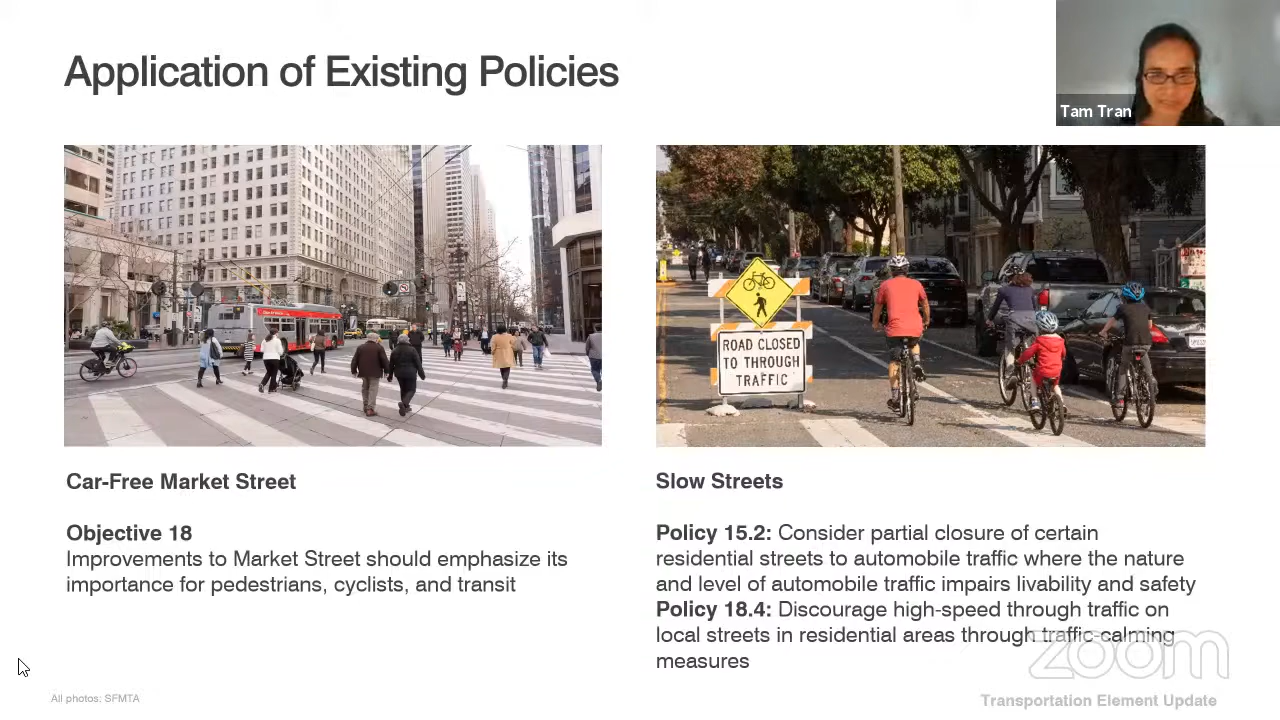 Application of Existing Policies
Tam Tran
ROAD CLOSED
TO THROUGH
TRAFFIC
Car-Free Market Street
Objective 18
Improvements to Market Street should emphasize its
importance for pedestrians, cyclists, and transit
Slow Streets
Policy 15.2: Consider partial closure of certain
residential streets to automobile traffic where the nature
and level of automobile traffic impairs livability and safety
Policy 18.4: Discourage high-speed through traffic on
local streets in residential areas through traffic-calming
measures
zoom
All photos: SFMTA
Transportation Element Update